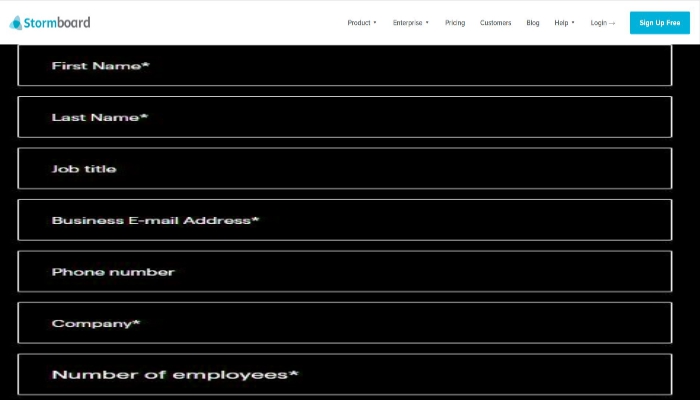 Stormboard
Product Enterprise Pricing Customers Blog Help Login → Sign Up Free
First Name*
Last Name*
Job title
Business E-mail Address*
Phone number
Company*
Number of employees*